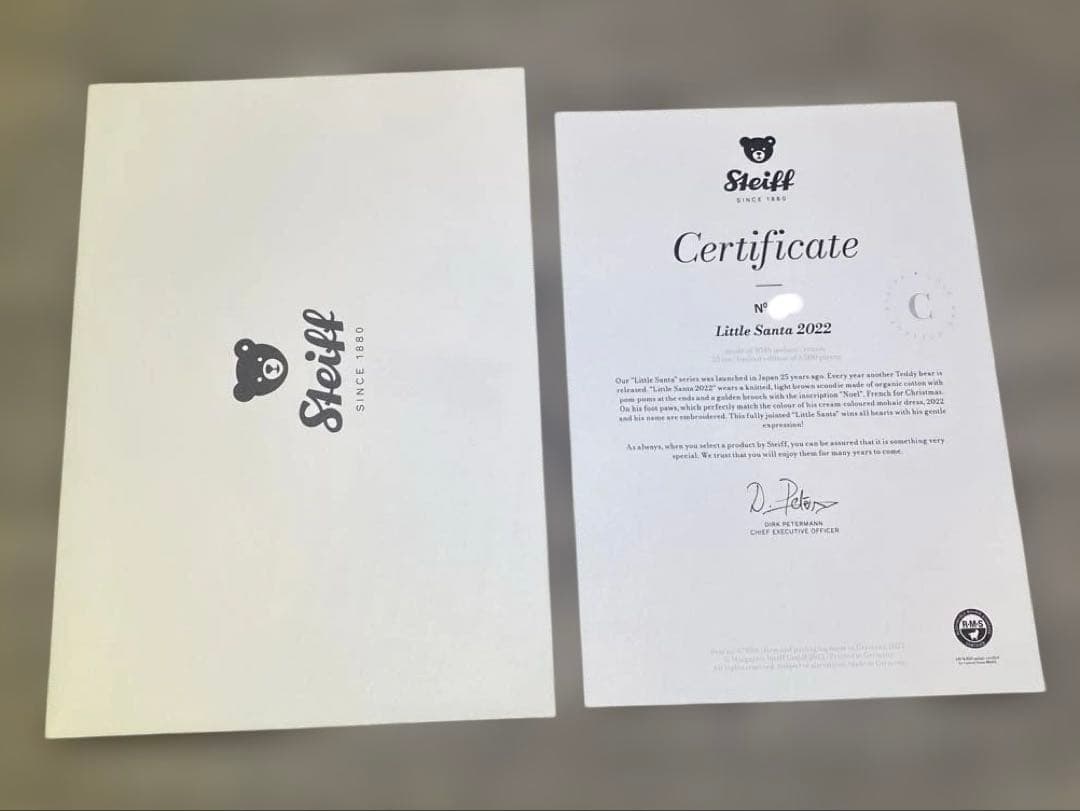 Steiff
SINCE 1880
Steiff
SINCE 1880
Certificate
Nº
C
Little Santa 2022
Our "Little Santa" series was launched in Japan 25 years ago. Every year another Teddy bear is
released. "Little Santa 2022" wears a knitted, light brown scoodie made of organic cotton with
pom poms at the ends and a golden brooch with the inscription "Noel", French for Christmas.
On his foot paws, which perfectly match the colour of his cream-coloured mohair dress, 2022
and his name are embroidered. This fully jointed "Little Santa" wins all hearts with his gentle
expression!
As always, when you select a product by Steiff, you can be assured that it is something very
special. We trust that you will enjoy them for many years to come.
D. Peter
DIRK PETERMANN
CHIEF EXECUTIVE OFFICER
R·M·S